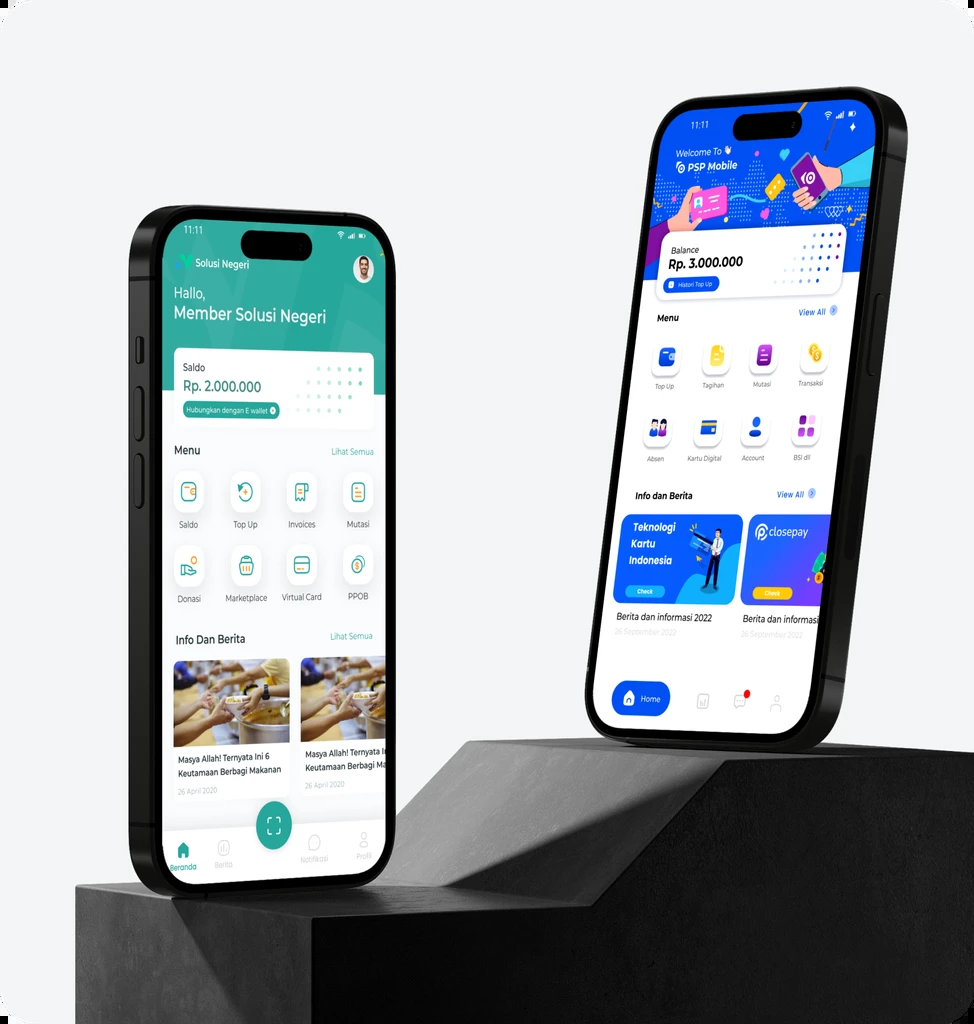 11:11
Solusi Negeri
Hallo,
Member Solusi Negeri
Saldo
Rp. 2.000.000
Hubungkan dengan E wallet
Menu
Lihat Semua
Saldo
Top Up
Invoices
Mutasi
Donasi
Marketplace
Virtual Card
PPOB
Info Dan Berita
Lihat Semua
Masya Allah! Ternyata Ini 6
Keutamaan Berbagi Makanan
26 April 2020
Masya Allah! Ternyata In
Keutamaan Berbagi Ma
26 April 2020
Beranda
Berita
Notifikasi
Profil
11:11
Welcome To
PSP Mobile
Balance
Rp. 3.000.000
Histori Top Up
Menu
View All
Top Up
Tagihan
Mutasi
Transaksi
Absen
Kartu Digital
Account
BSI dll
Info dan Berita
View All
Teknologi
Kartu
Indonesia
Check
closepay
Check
Berita dan informasi 2022
26 September 2022
Berita dan informasi
26 September 2022
Home